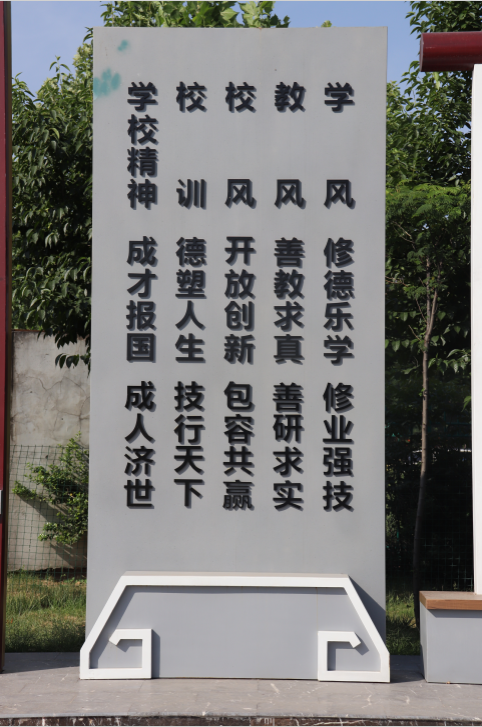 学校精神 成才报国 成人济世
校训 德塑人生 技行天下
校风 开放创新 包容共赢
教风 善教求真 善研求实
学风 修德乐学 修业强技